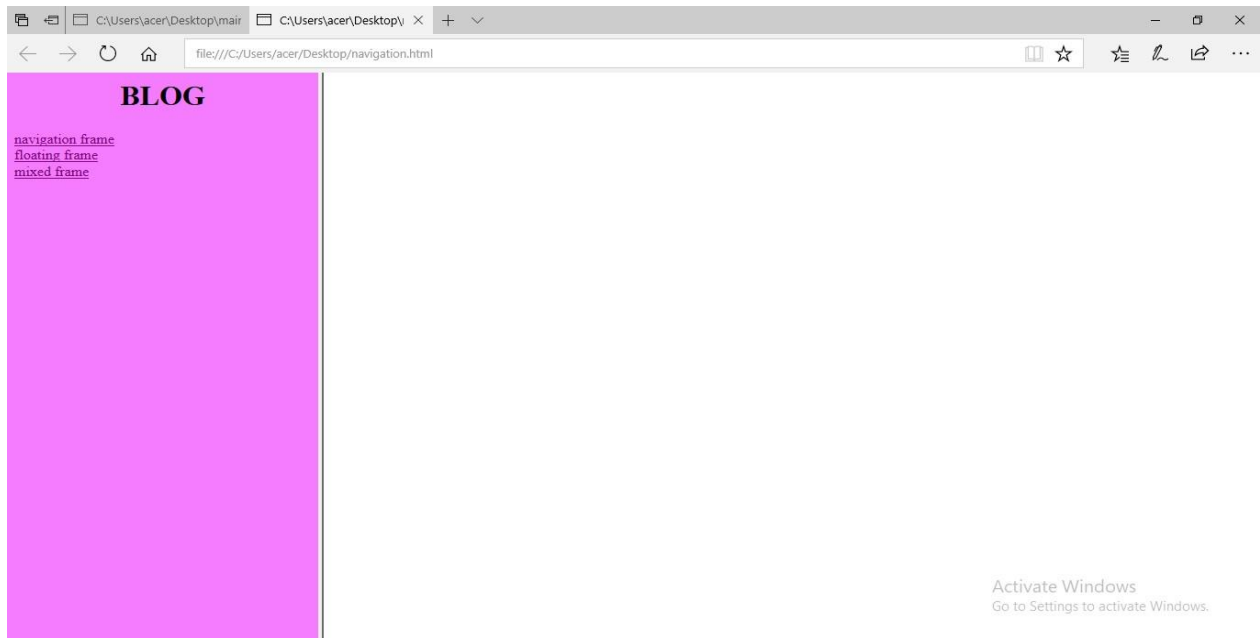 C:\Users\acer\Desktop\mair
C:\Users\acer\Desktop\
file:///C:/Users/acer/Desktop/navigation.html
BLOG
navigation frame
floating frame
mixed frame
Activate Windows
Go to Settings to activate Windows.